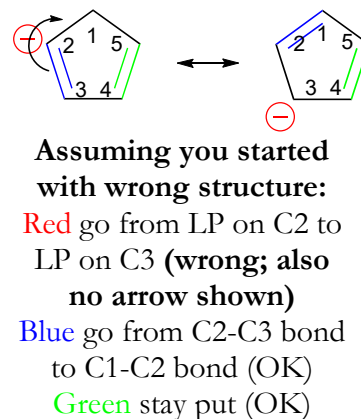 1
2
5
3
4
1
2
5
3
4
Assuming you started
with wrong structure:
Red go from LP on C2 to
LP on C3 (wrong; also
no arrow shown)
Blue go from C2-C3 bond
to C1-C2 bond (OK)
Green stay put (OK)